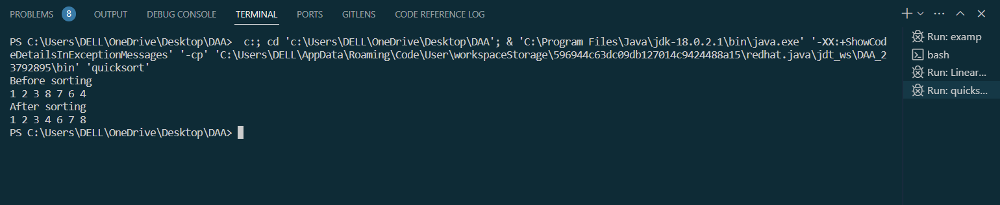 PROBLEMS 8 OUTPUT DEBUG CONSOLE TERMINAL PORTS GITLENS CODE REFERENCE LOG
PS C:\Users\DELL\OneDrive\Desktop\DAA>  c:; cd 'c:\Users\DELL\OneDrive\Desktop\DAA'; & 'C:\Program Files\Java\jdk-18.0.2.1\bin\java.exe' '-XX:+ShowCod
eDetailsInExceptionMessages' '-cp' 'C:\Users\DELL\AppData\Roaming\Code\User\workspaceStorage\596944c63dc09db127014c9424488a15\redhat.java\jdt_ws\DAA_2
3792895\bin' 'quicksort'
Before sorting
1 2 3 8 7 6 4
After sorting
1 2 3 4 6 7 8
PS C:\Users\DELL\OneDrive\Desktop\DAA>
Run: examp
bash
Run: Linear...
Run: quicks...